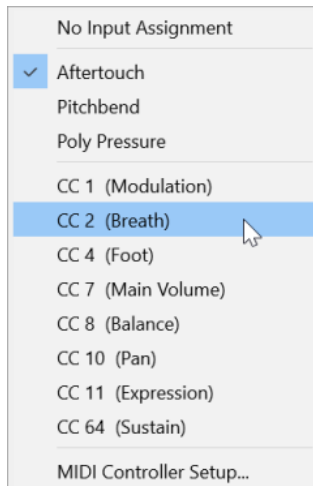 No Input Assignment
Aftertouch
Pitchbend
Poly Pressure
CC 1 (Modulation)
CC 2 (Breath)
CC 4 (Foot)
CC 7 (Main Volume)
CC 8 (Balance)
CC 10 (Pan)
CC 11 (Expression)
CC 64 (Sustain)
MIDI Controller Setup...